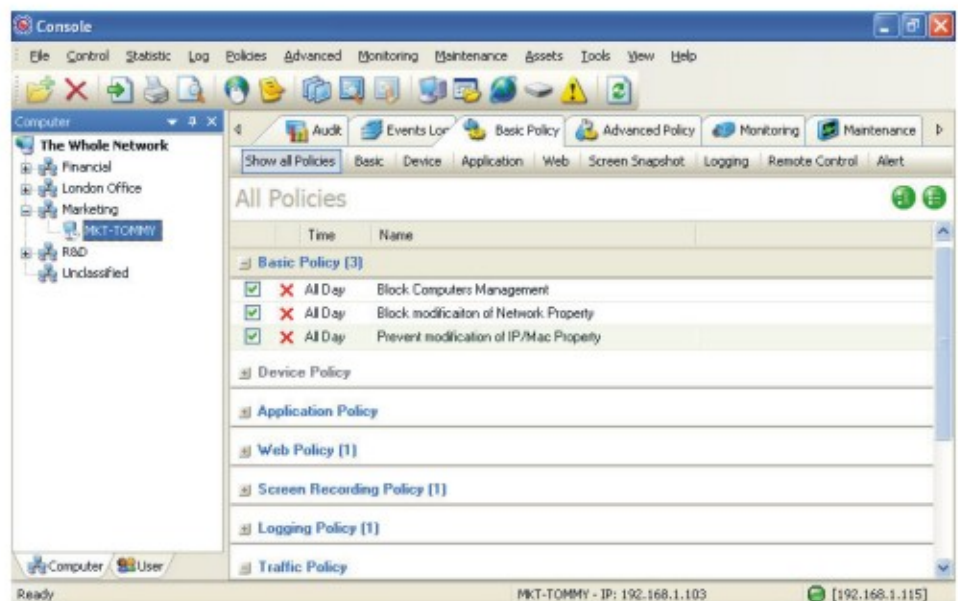 Console
File Control Statistic Log Policies Advanced Monitoring Maintenance Assets Tools View Help
Computer
The Whole Network
Financial
London Office
Marketing
MKT-TOMMY
R&D
Unclassified
Computer User
Audit Events Log Basic Policy Advanced Policy Monitoring Maintenance
Show all Policies Basic Device Application Web Screen Snapshot Logging Remote Control Alert
All Policies
Time Name
Basic Policy (3)
All Day Block Computers Management
All Day Block modificaiton of Network Property
All Day Prevent modification of IP/Mac Property
Device Policy
Application Policy
Web Policy (1)
Screen Recording Policy (1)
Logging Policy (1)
Traffic Policy
Ready MKT-TOMMY - IP: 192.168.1.103 [192.168.1.115]